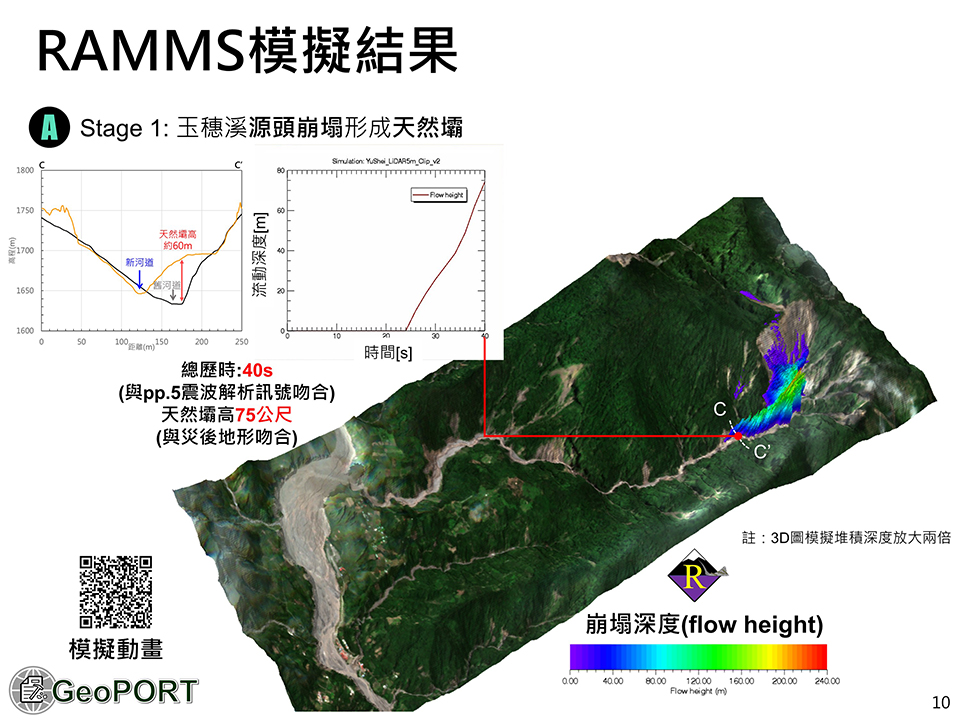 RAMMS模擬結果
A
Stage 1: 玉穗溪源頭崩塌形成天然壩
C
C'
1800
1750
1700
1650
1600
高程(m)
天然壩高
約60m
新河道
舊河道
0
50
100
150
200
250
距離(m)
Simulation: YuShei_LiDAR5m_Clip_v2
Flow height
80
60
40
20
0
流動深度[m]
0
10
20
30
40
時間[s]
總歷時:40s
(與pp.5震波解析訊號吻合)
天然壩高75公尺
(與災後地形吻合)
C
C'
註：3D圖模擬堆積深度放大兩倍
R
崩塌深度(flow height)
0.00
40.00
80.00
120.00
160.00
200.00
240.00
Flow height (m)
模擬動畫
GeoPORT
10